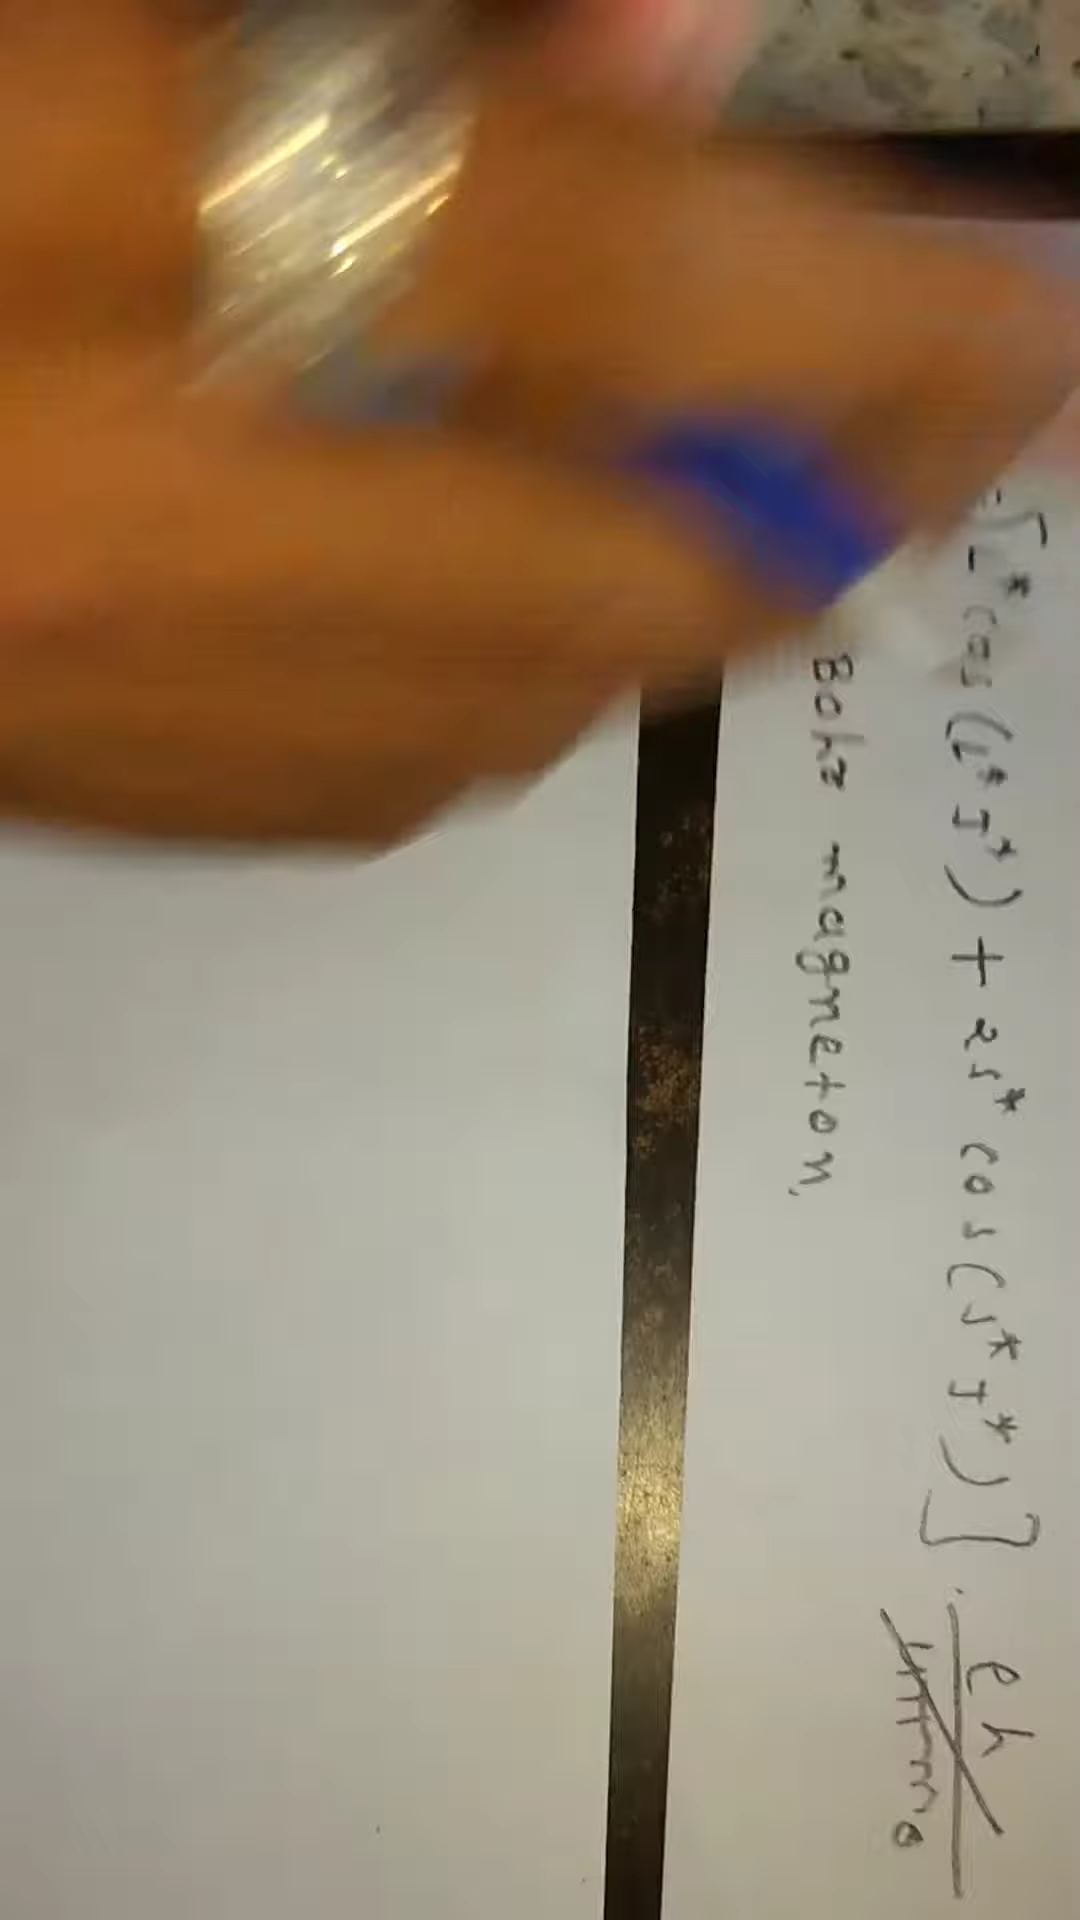 = [L* cos (L* J*) + 2s* cos (s* J*)] . eh / 4πm₀
Bohr magneton,